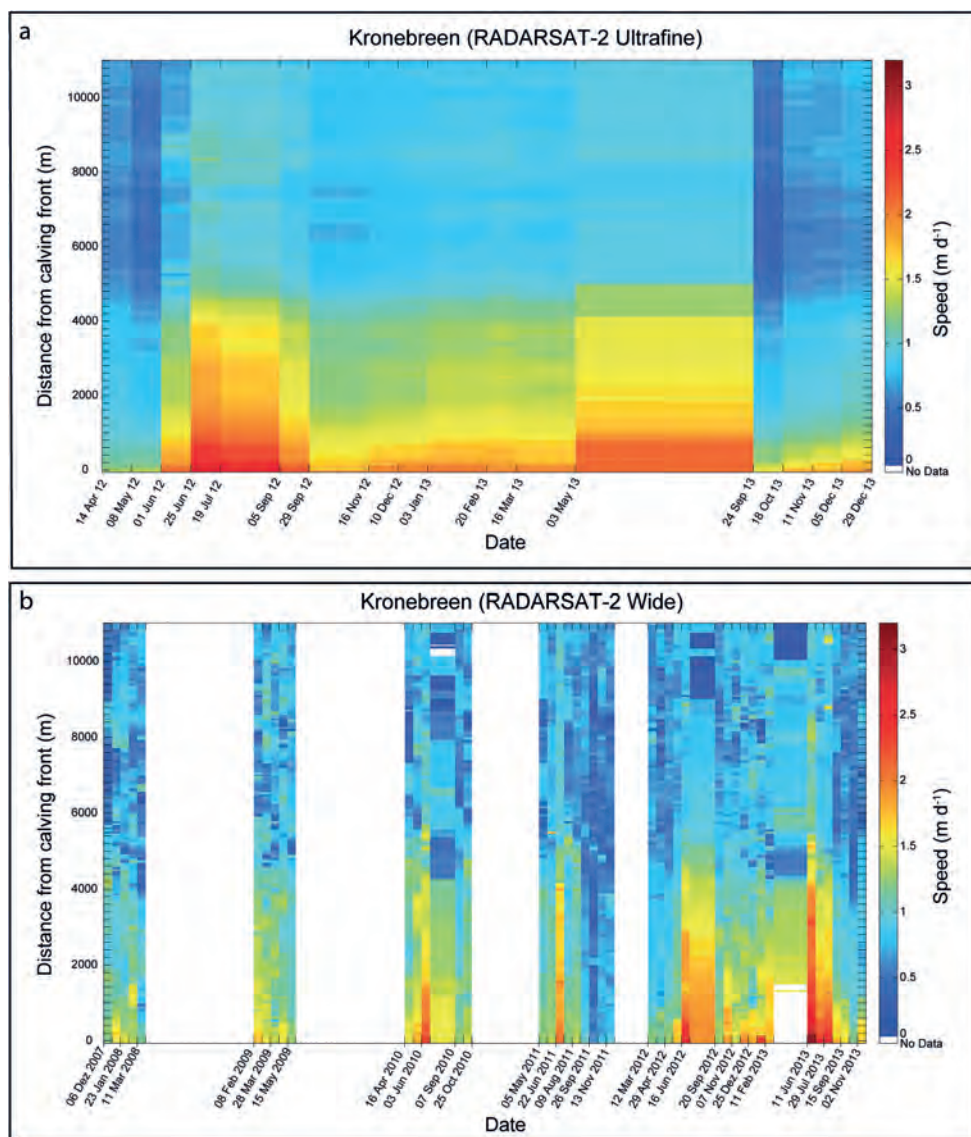 a
Kronebreen (RADARSAT-2 Ultrafine)
Distance from calving front (m)
10000
8000
6000
4000
2000
0
14 Apr 12
08 May 12
01 Jun 12
25 Jun 12
19 Jul 12
05 Sep 12
29 Sep 12
16 Nov 12
10 Dec 12
03 Jan 13
20 Feb 13
16 Mar 13
03 May 13
24 Sep 13
18 Oct 13
11 Nov 13
05 Dec 13
29 Dec 13
Date
3
2.5
2
1.5
1
0.5
0
No Data
Speed (m d⁻¹)
b
Kronebreen (RADARSAT-2 Wide)
Distance from calving front (m)
10000
8000
6000
4000
2000
0
06 Dez 2007
23 Jan 2008
11 Mar 2008
08 Feb 2009
28 Mar 2009
15 May 2009
16 Apr 2010
03 Jun 2010
07 Sep 2010
25 Oct 2010
05 May 2011
22 Jun 2011
09 Aug 2011
26 Sep 2011
13 Nov 2011
12 Mar 2012
29 Apr 2012
16 Jun 2012
20 Sep 2012
07 Nov 2012
25 Dez 2012
11 Feb 2013
11 Jun 2013
29 Jul 2013
15 Sep 2013
02 Nov 2013
Date
3
2.5
2
1.5
1
0.5
0
No Data
Speed (m d⁻¹)